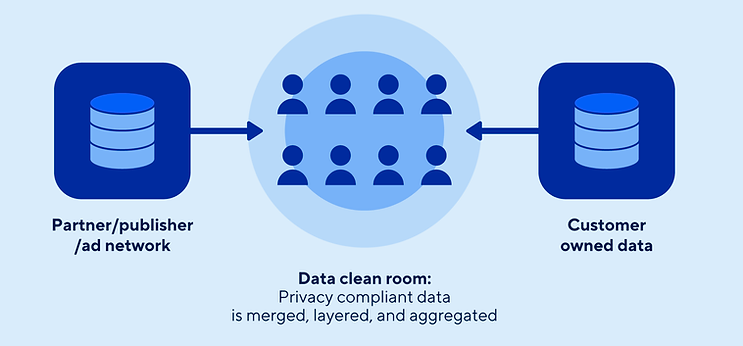 Partner/publisher
/ad network
Customer
owned data
Data clean room:
Privacy compliant data
is merged, layered, and aggregated